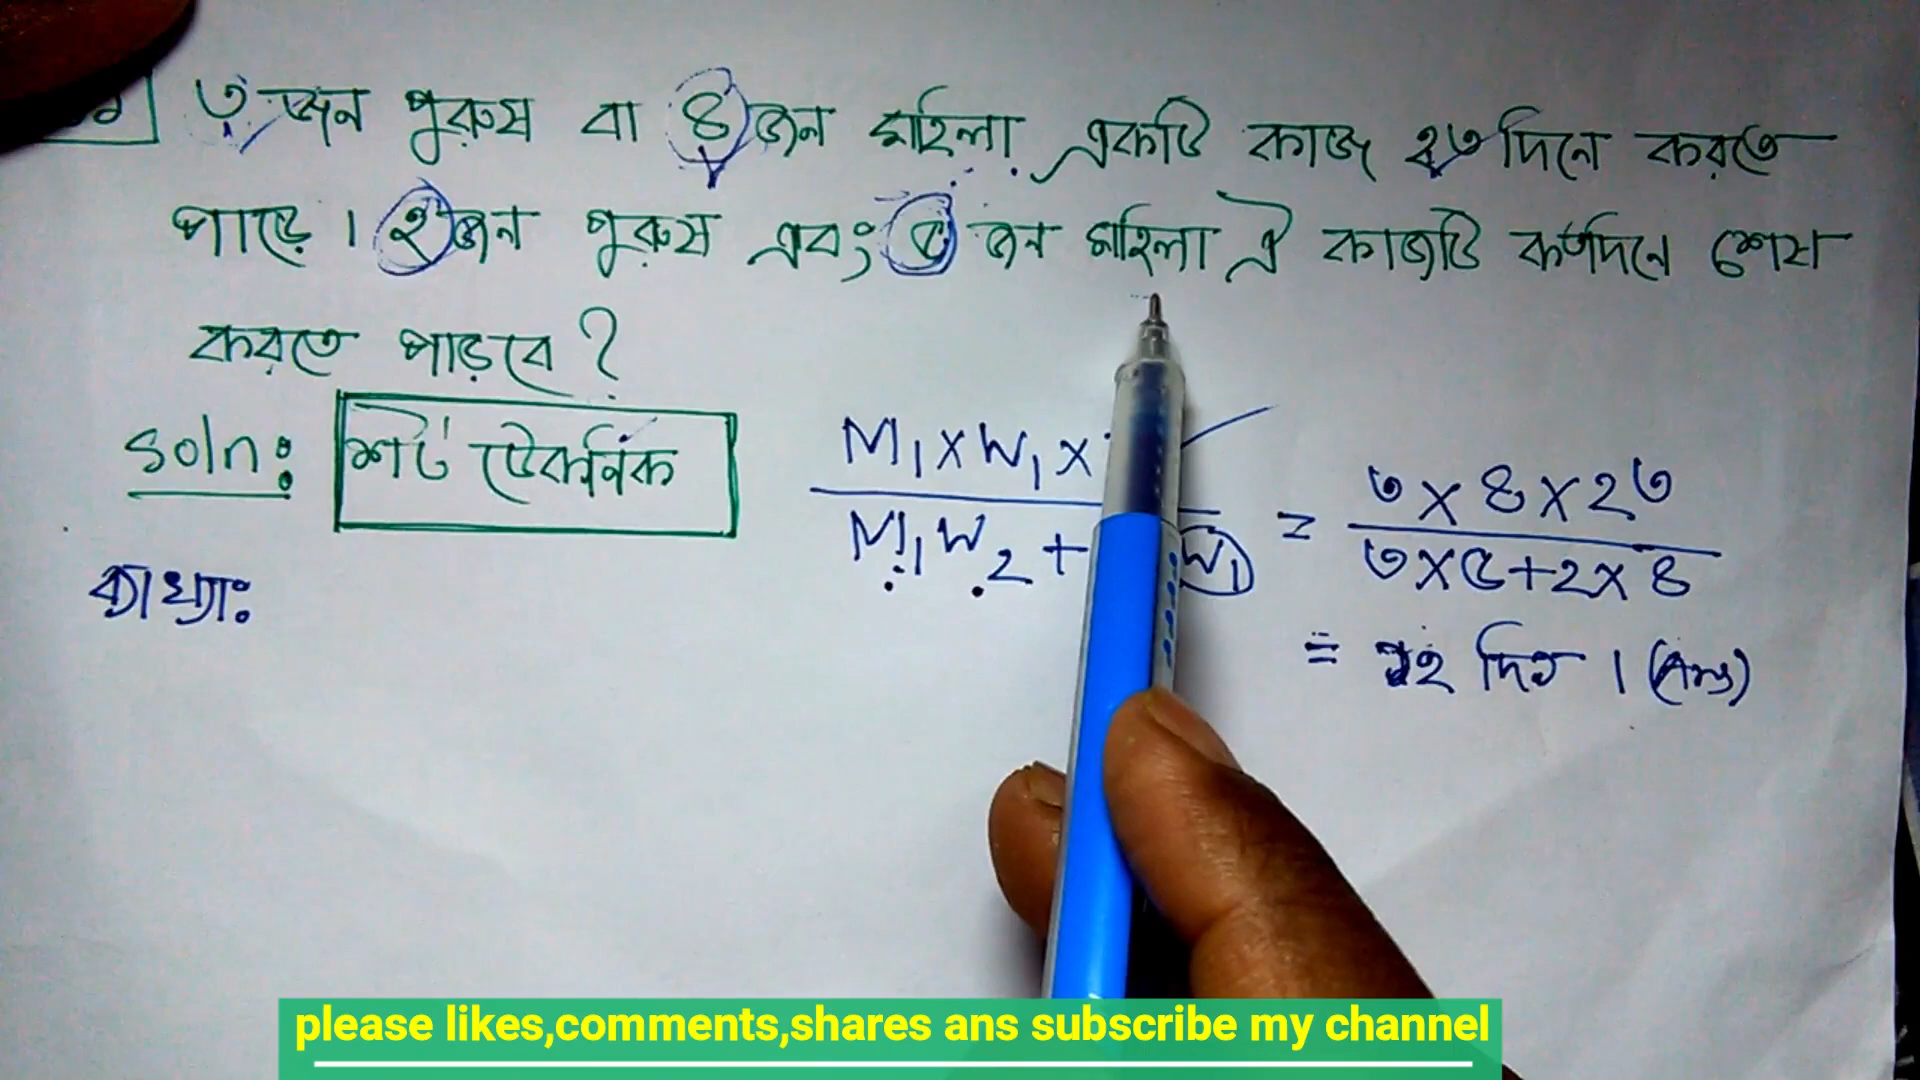 ৩ জন পুরুষ বা ৪ জন মহিলা একটি কাজ ২৩ দিনে করতে
পাড়ে । ২ জন পুরুষ এবং ৫ জন মহিলা ঐ কাজটি কতদিনে শেষ
করতে পাড়বে ?
soln: শর্ট টেকনিক
M₁ x W₁ x
M₁W₂ + W₁
= ৩ x ৪ x ২৩
৩ x ৫ + ২ x ৪
= ১২ দিন । (Ans)
ব্যাখ্যাঃ
please likes,comments,shares ans subscribe my channel